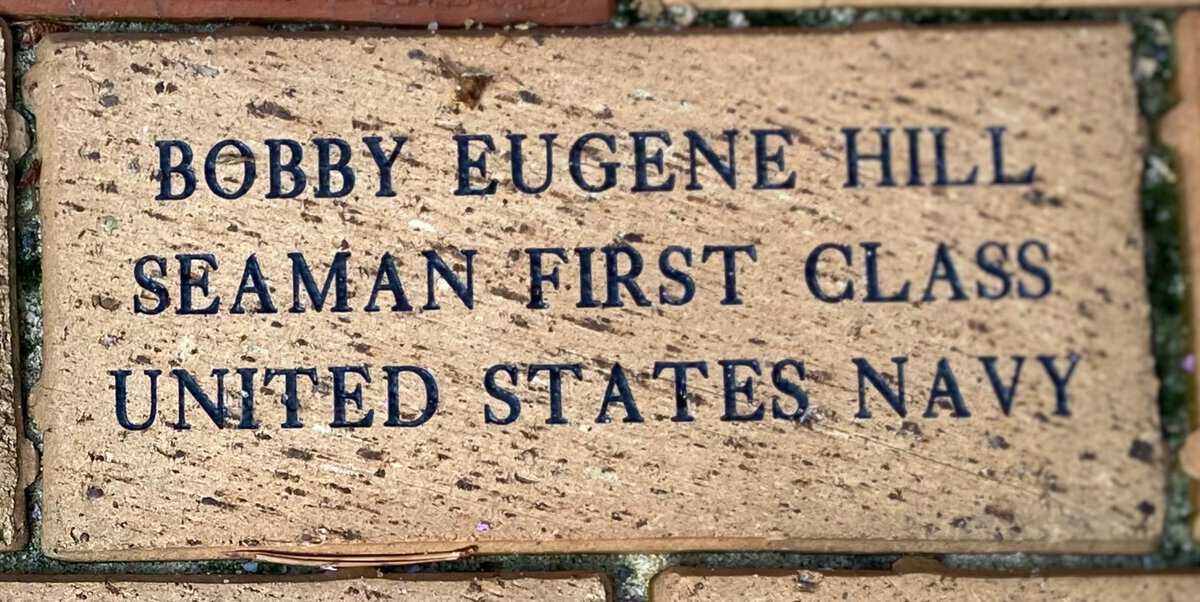 BOBBY EUGENE HILL
SEAMAN FIRST CLASS
UNITED STATES NAVY